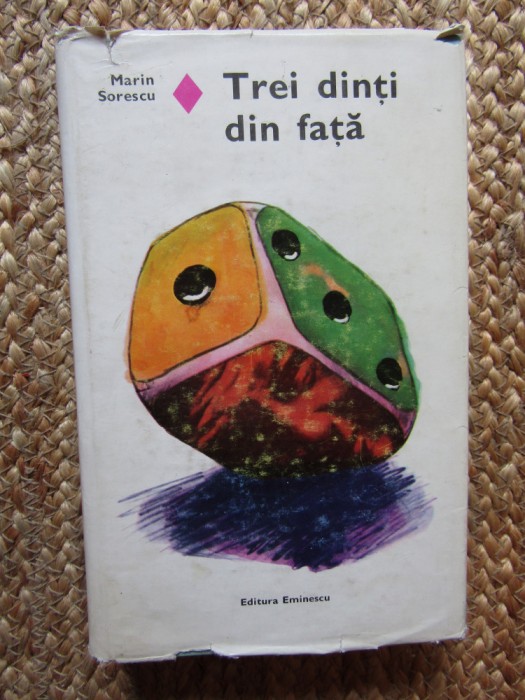 Marin
Sorescu
Trei dinți
din față
Editura Eminescu